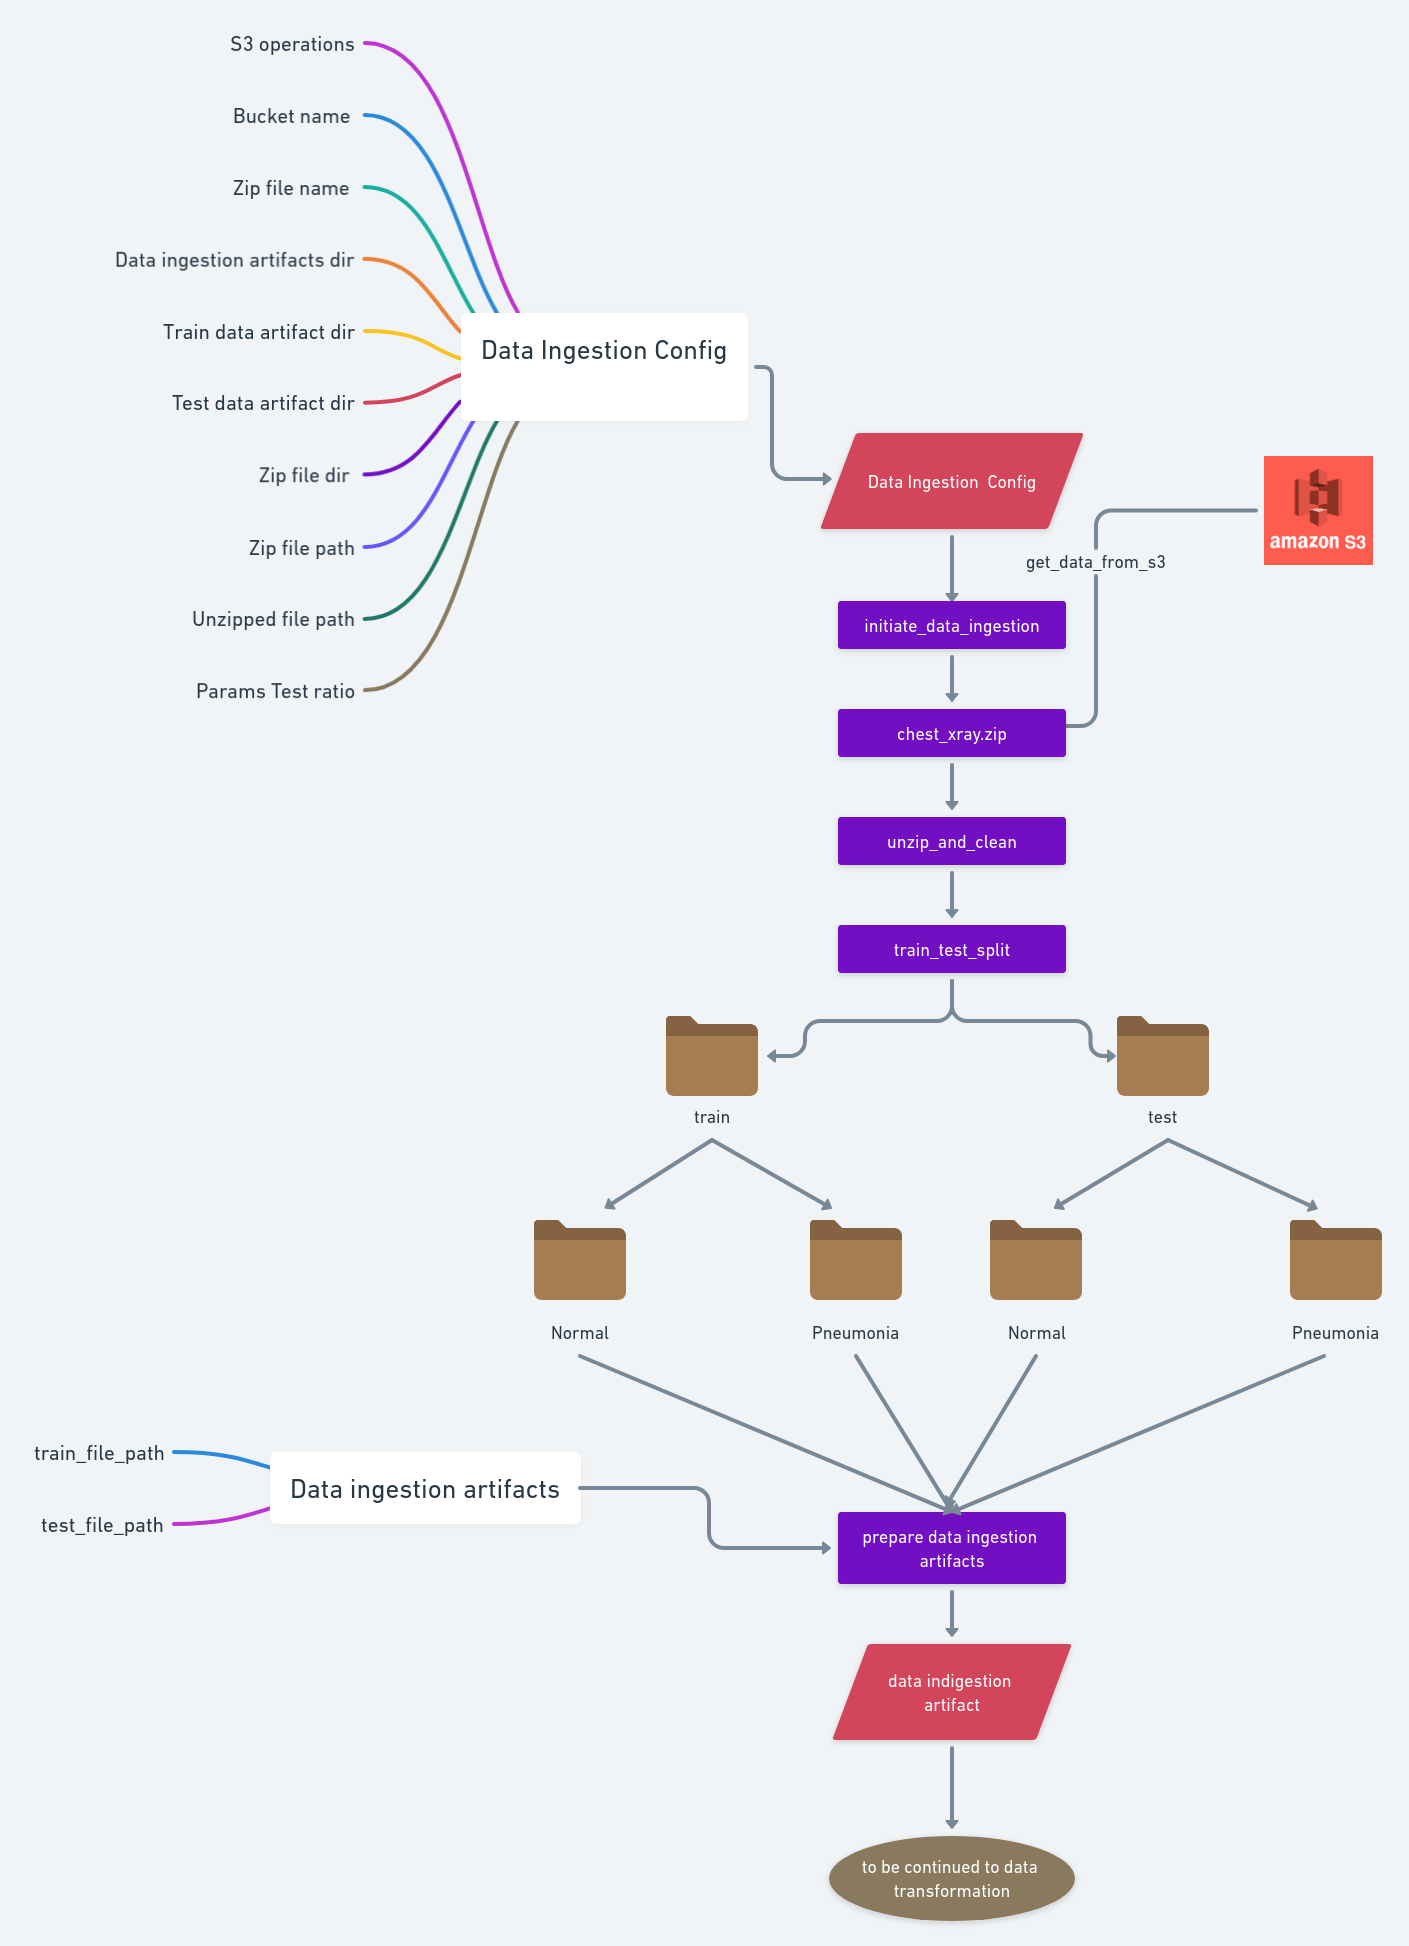 S3 operations
Bucket name
Zip file name
Data ingestion artifacts dir
Train data artifact dir
Test data artifact dir
Zip file dir
Zip file path
Unzipped file path
Params Test ratio
Data Ingestion Config
Data Ingestion  Config
amazon S3
get_data_from_s3
initiate_data_ingestion
chest_xray.zip
unzip_and_clean
train_test_split
train
test
Normal
Pneumonia
Normal
Pneumonia
train_file_path
test_file_path
Data ingestion artifacts
prepare data ingestion
artifacts
data indigestion
artifact
to be continued to data
transformation